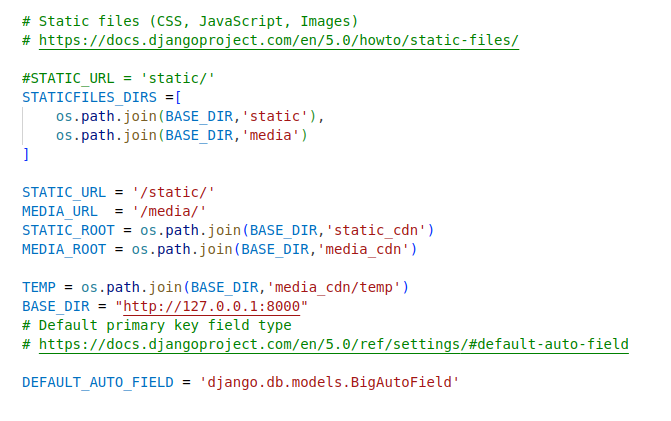 # Static files (CSS, JavaScript, Images)
# https://docs.djangoproject.com/en/5.0/howto/static-files/
#STATIC_URL = 'static/'
STATICFILES_DIRS =[
    os.path.join(BASE_DIR,'static'),
    os.path.join(BASE_DIR,'media')
]
STATIC_URL = '/static/'
MEDIA_URL  = '/media/'
STATIC_ROOT = os.path.join(BASE_DIR,'static_cdn')
MEDIA_ROOT = os.path.join(BASE_DIR,'media_cdn')
TEMP = os.path.join(BASE_DIR,'media_cdn/temp')
BASE_DIR = "http://127.0.0.1:8000"
# Default primary key field type
# https://docs.djangoproject.com/en/5.0/ref/settings/#default-auto-field
DEFAULT_AUTO_FIELD = 'django.db.models.BigAutoField'